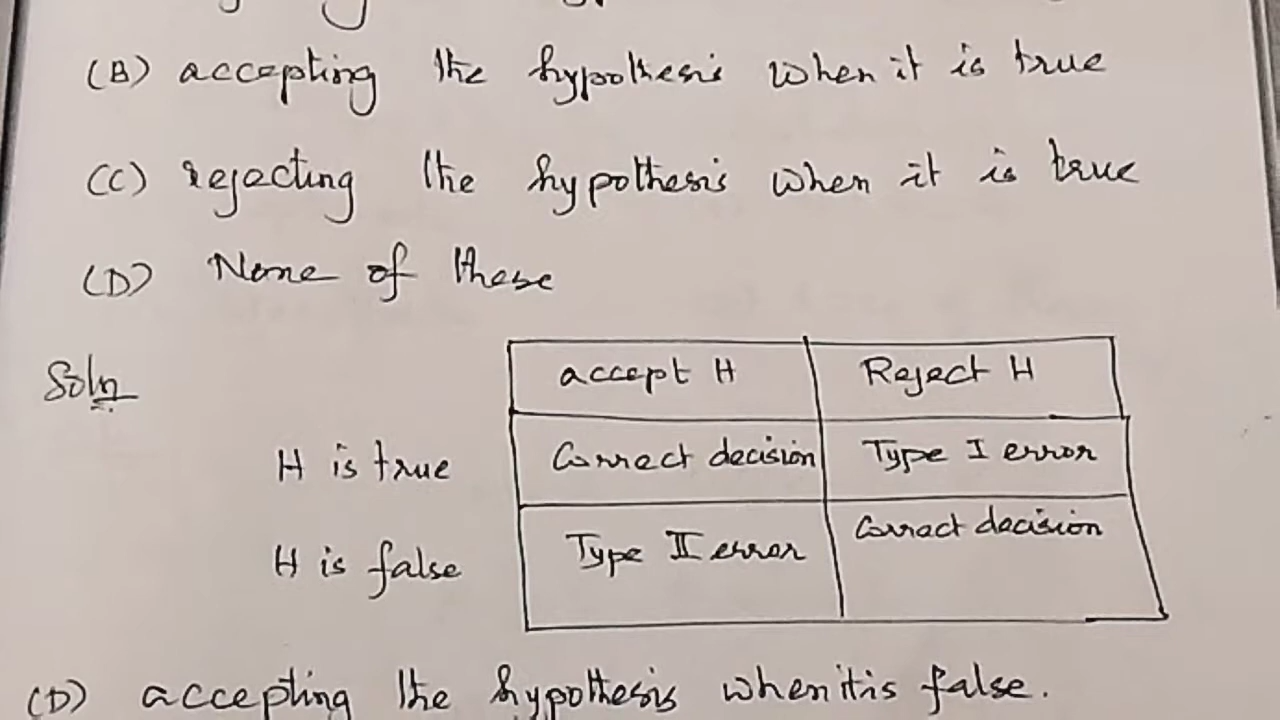 (B) accepting the hypothesis when it is true
(C) rejecting the hypothesis when it is true
(D) None of these
Soln
accept H Reject H
H is true Correct decision Type I error
H is false Type II error Correct decision
(D) accepting the hypothesis when it is false.